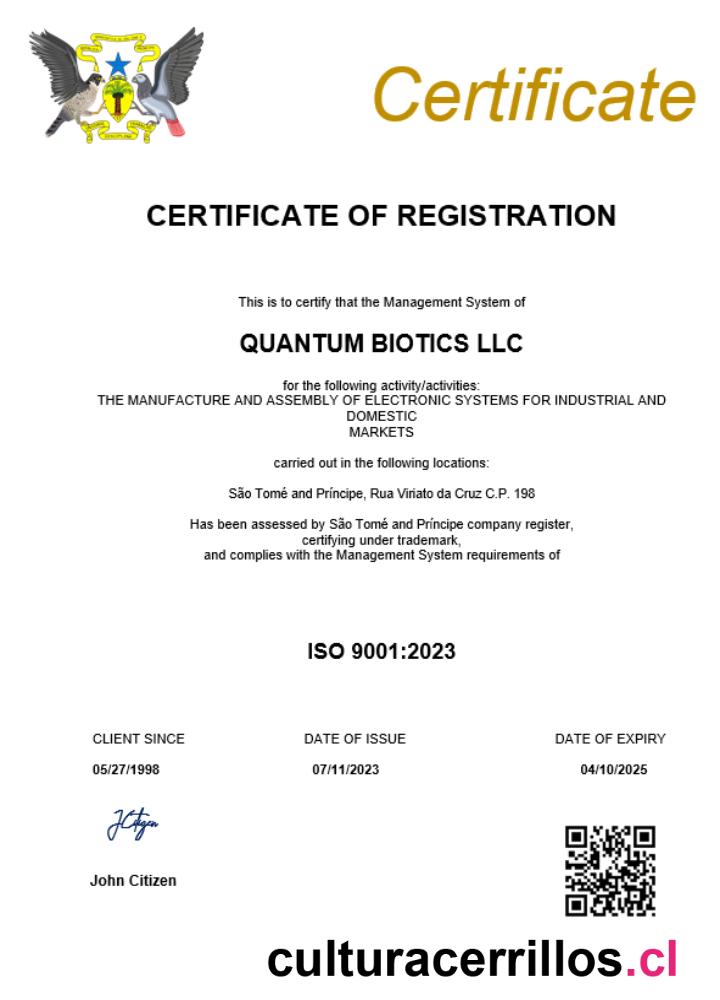 Certificate
CERTIFICATE OF REGISTRATION
This is to certify that the Management System of
QUANTUM BIOTICS LLC
for the following activity/activities:
THE MANUFACTURE AND ASSEMBLY OF ELECTRONIC SYSTEMS FOR INDUSTRIAL AND
DOMESTIC
MARKETS
carried out in the following locations:
São Tomé and Príncipe, Rua Viriato da Cruz C.P. 198
Has been assessed by São Tomé and Príncipe company register,
certifying under trademark,
and complies with the Management System requirements of
ISO 9001:2023
CLIENT SINCE DATE OF ISSUE DATE OF EXPIRY
05/27/1998 07/11/2023 04/10/2025
JCitizen
John Citizen
culturacerrillos.cl